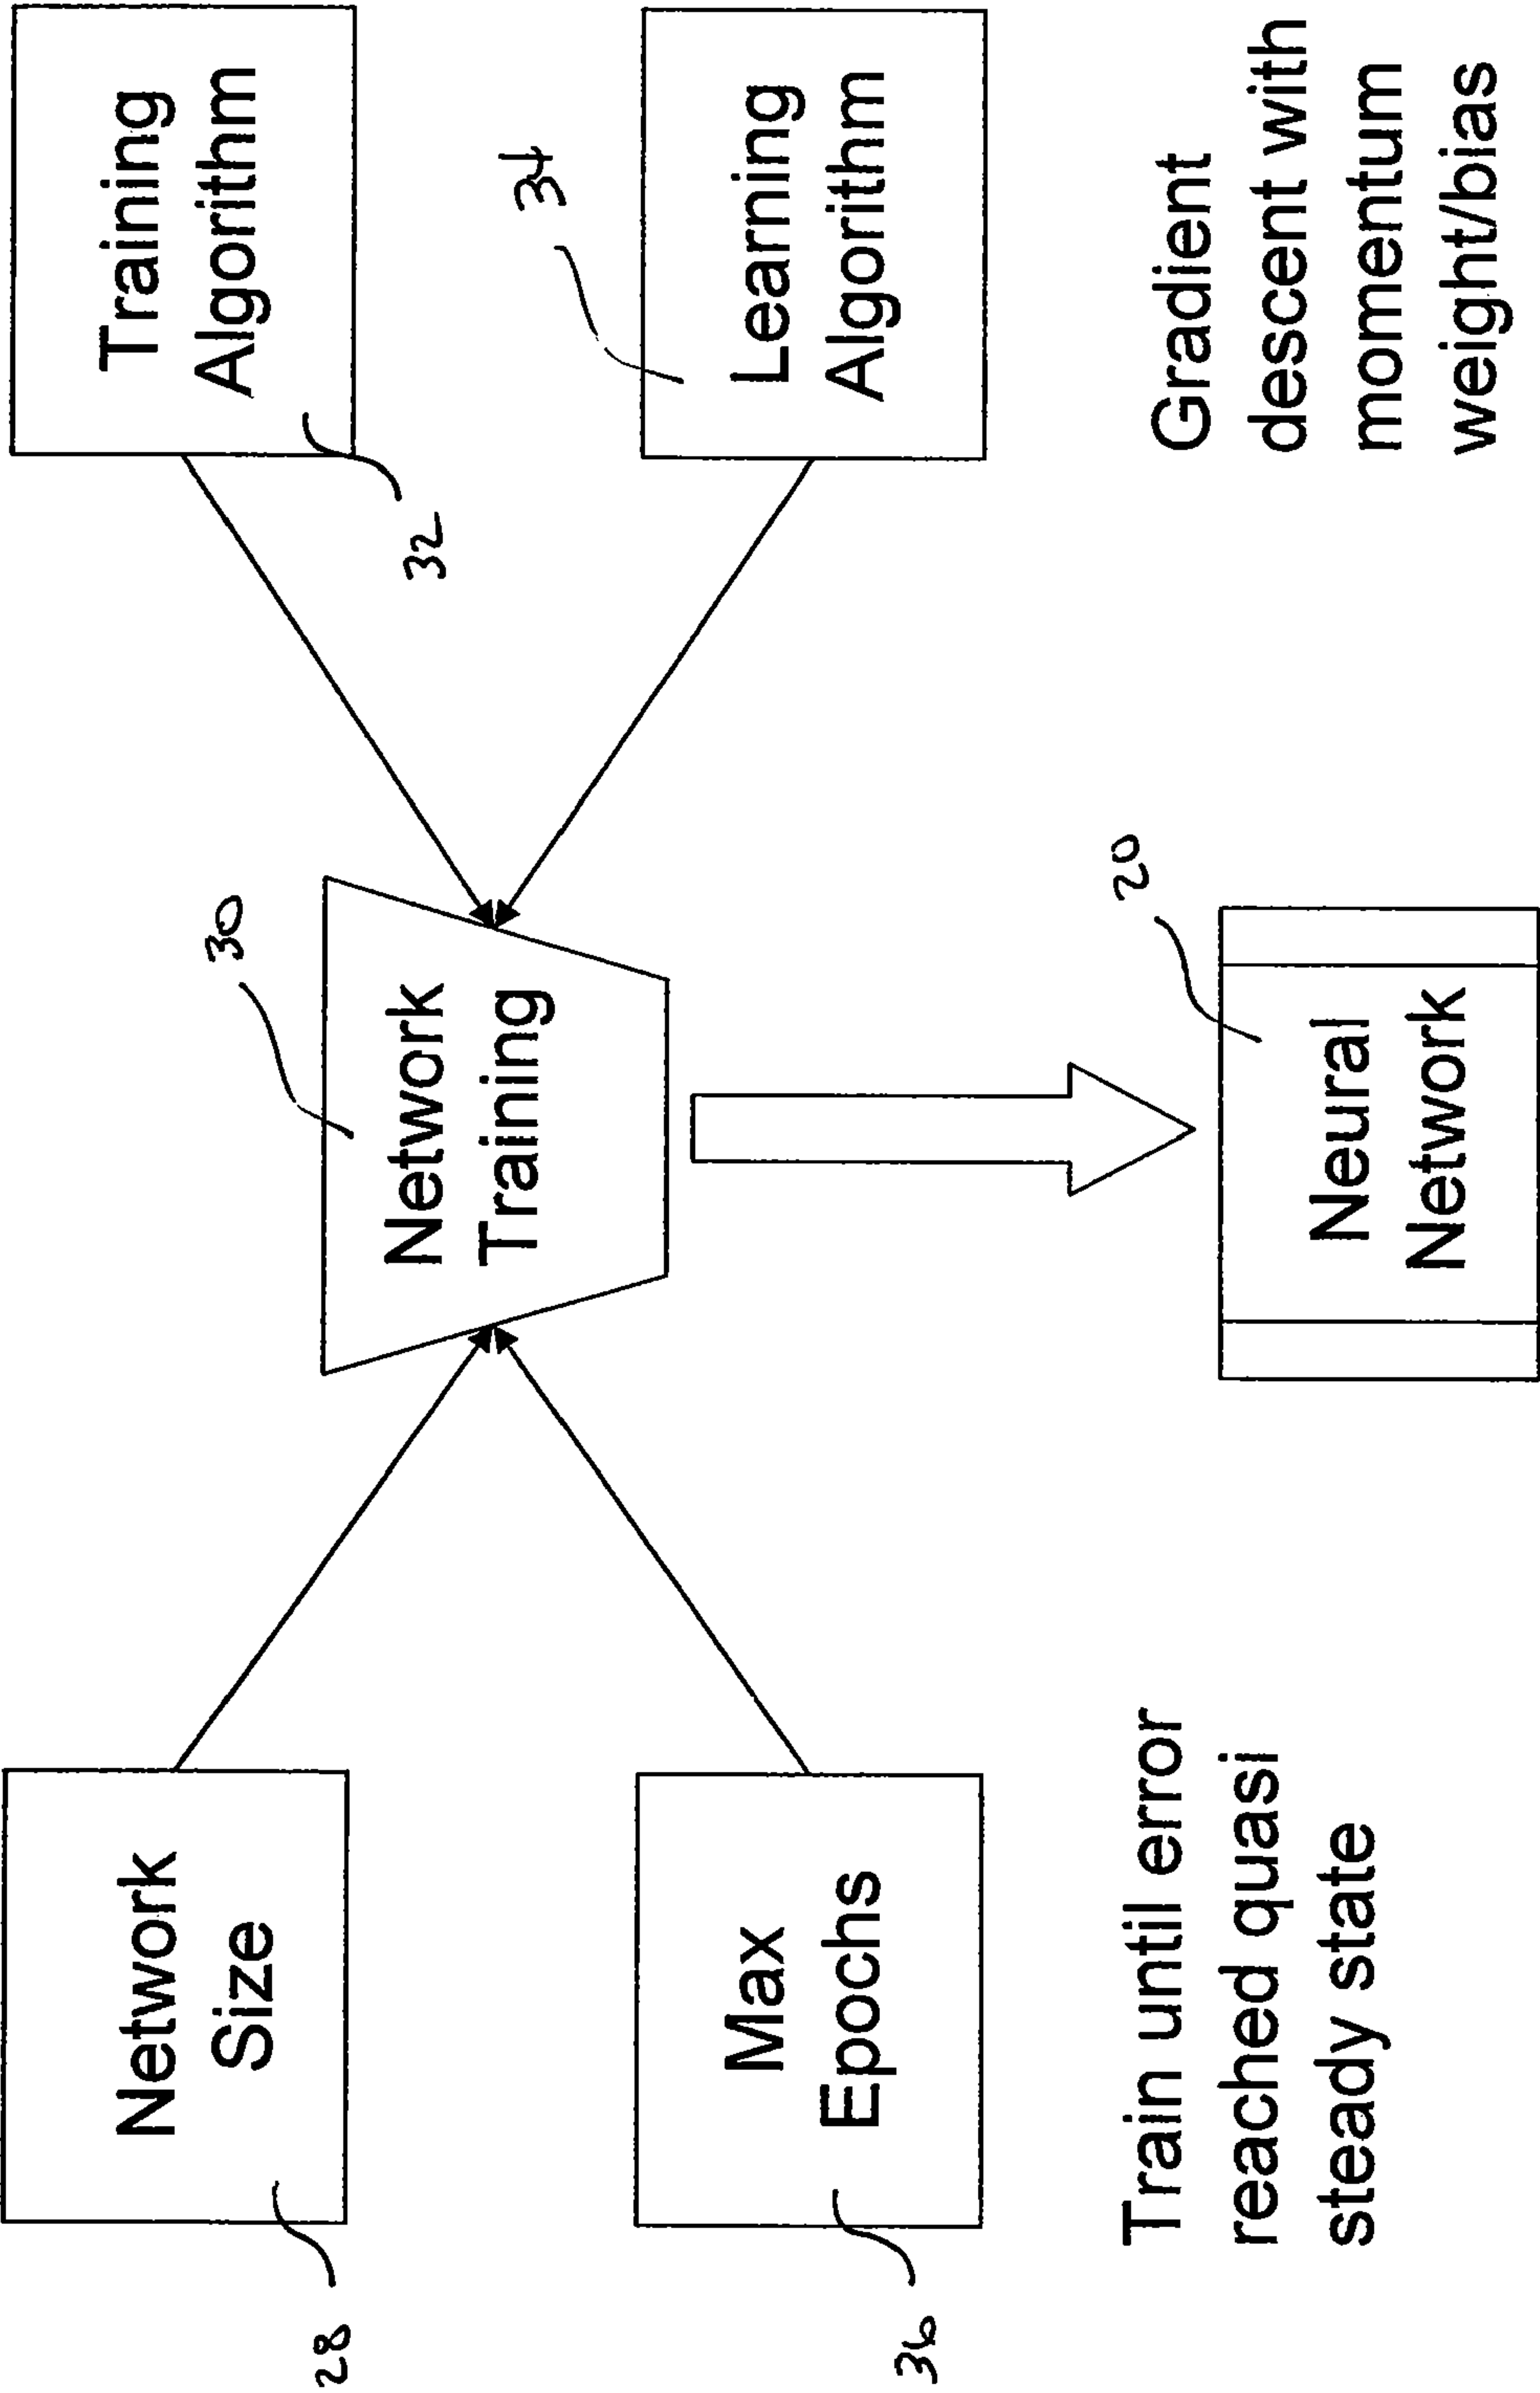 28
Network
Size
30
Network
Training
Training
Algorithm
32
34
36
Max
Epochs
Learning
Algorithm
Train until error
reached quasi
steady state
20
Neural
Network
Gradient
descent with
momentum
weight/bias